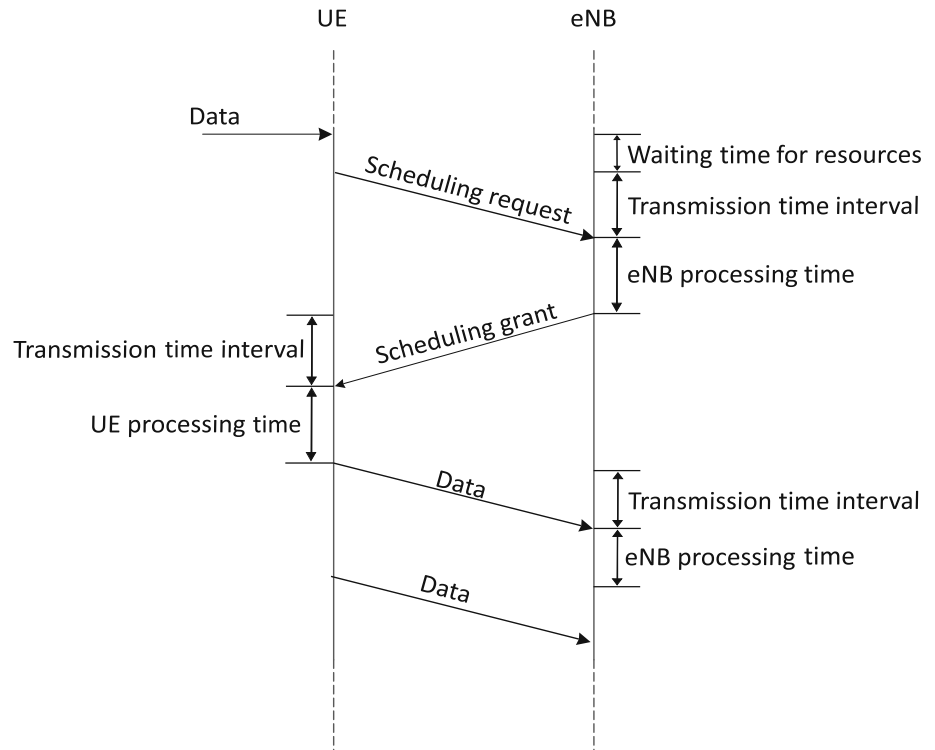 UE
eNB
Data
Waiting time for resources
Scheduling request
Transmission time interval
eNB processing time
Scheduling grant
Transmission time interval
UE processing time
Data
Transmission time interval
eNB processing time
Data